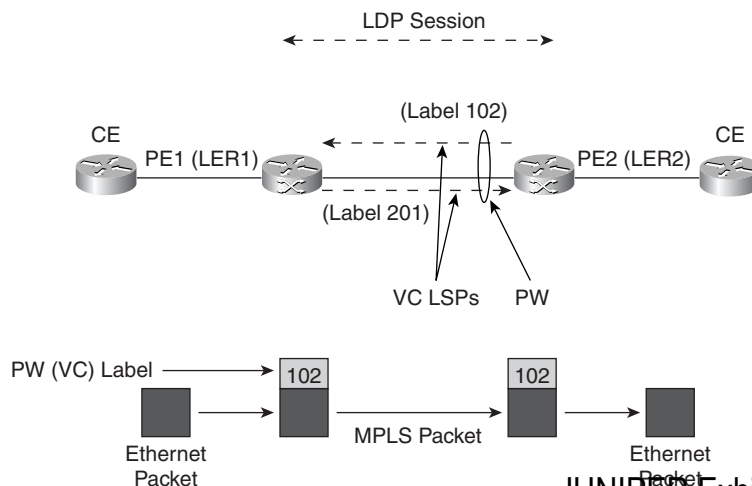 LDP Session
(Label 102)
CE
PE1 (LER1)
PE2 (LER2)
CE
(Label 201)
VC LSPs
PW
PW (VC) Label
102
102
MPLS Packet
Ethernet
Packet
Ethernet
Packet